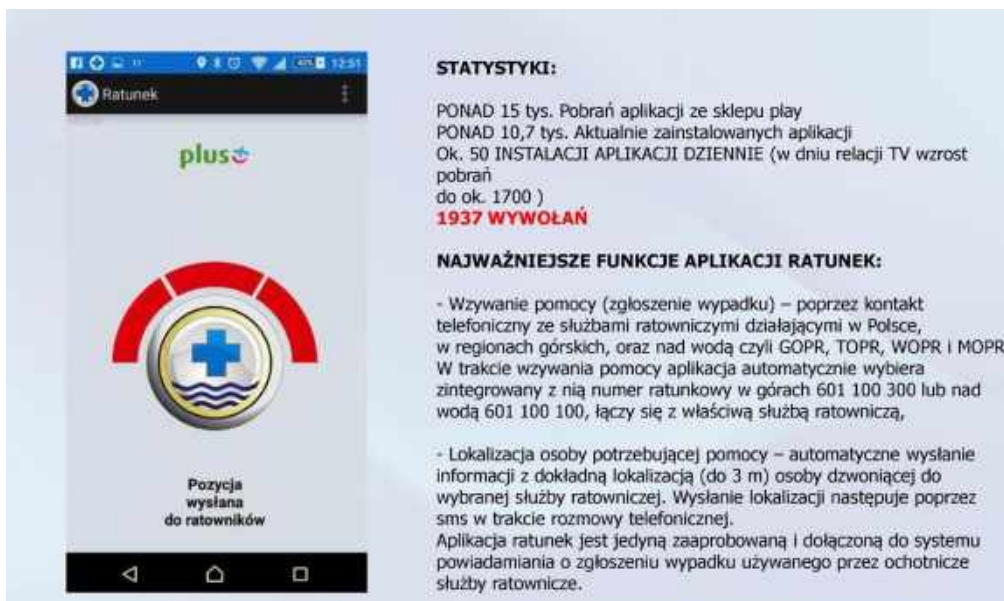 40% 12:51
Ratunek
plus
Pozycja
wysłana
do ratowników
STATYSTYKI:
PONAD 15 tys. Pobrań aplikacji ze sklepu play
PONAD 10,7 tys. Aktualnie zainstalowanych aplikacji
Ok. 50 INSTALACJI APLIKACJI DZIENNIE (w dniu relacji TV wzrost
pobrań
do ok. 1700 )
1937 WYWOŁAŃ
NAJWAŻNIEJSZE FUNKCJE APLIKACJI RATUNEK:
- Wzywanie pomocy (zgłoszenie wypadku) – poprzez kontakt
telefoniczny ze służbami ratowniczymi działającymi w Polsce,
w regionach górskich, oraz nad wodą czyli GOPR, TOPR, WOPR i MOPR
W trakcie wzywania pomocy aplikacja automatycznie wybiera
zintegrowany z nią numer ratunkowy w górach 601 100 300 lub nad
wodą 601 100 100, łączy się z właściwą służbą ratowniczą,
- Lokalizacja osoby potrzebującej pomocy – automatyczne wysłanie
informacji z dokładną lokalizacją (do 3 m) osoby dzwoniącej do
wybranej służby ratowniczej. Wysłanie lokalizacji następuje poprzez
sms w trakcie rozmowy telefonicznej.
Aplikacja ratunek jest jedyną zaaprobowaną i dołączoną do systemu
powiadamiania o zgłoszeniu wypadku używanego przez ochotnicze
służby ratownicze.